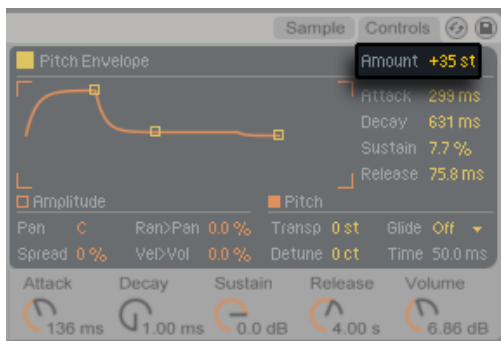 Sample Controls
Pitch Envelope Amount +35 st
Attack 299 ms
Decay 631 ms
Sustain 7.7 %
Release 75.8 ms
Amplitude Pitch
Pan C Ran>Pan 0.0 % Transp 0 st Glide Off
Spread 0 % Vel>Vol 0.0 % Detune 0 ct Time 50.0 ms
Attack Decay Sustain Release Volume
136 ms 1.00 ms 0.0 dB 4.00 s 6.86 dB